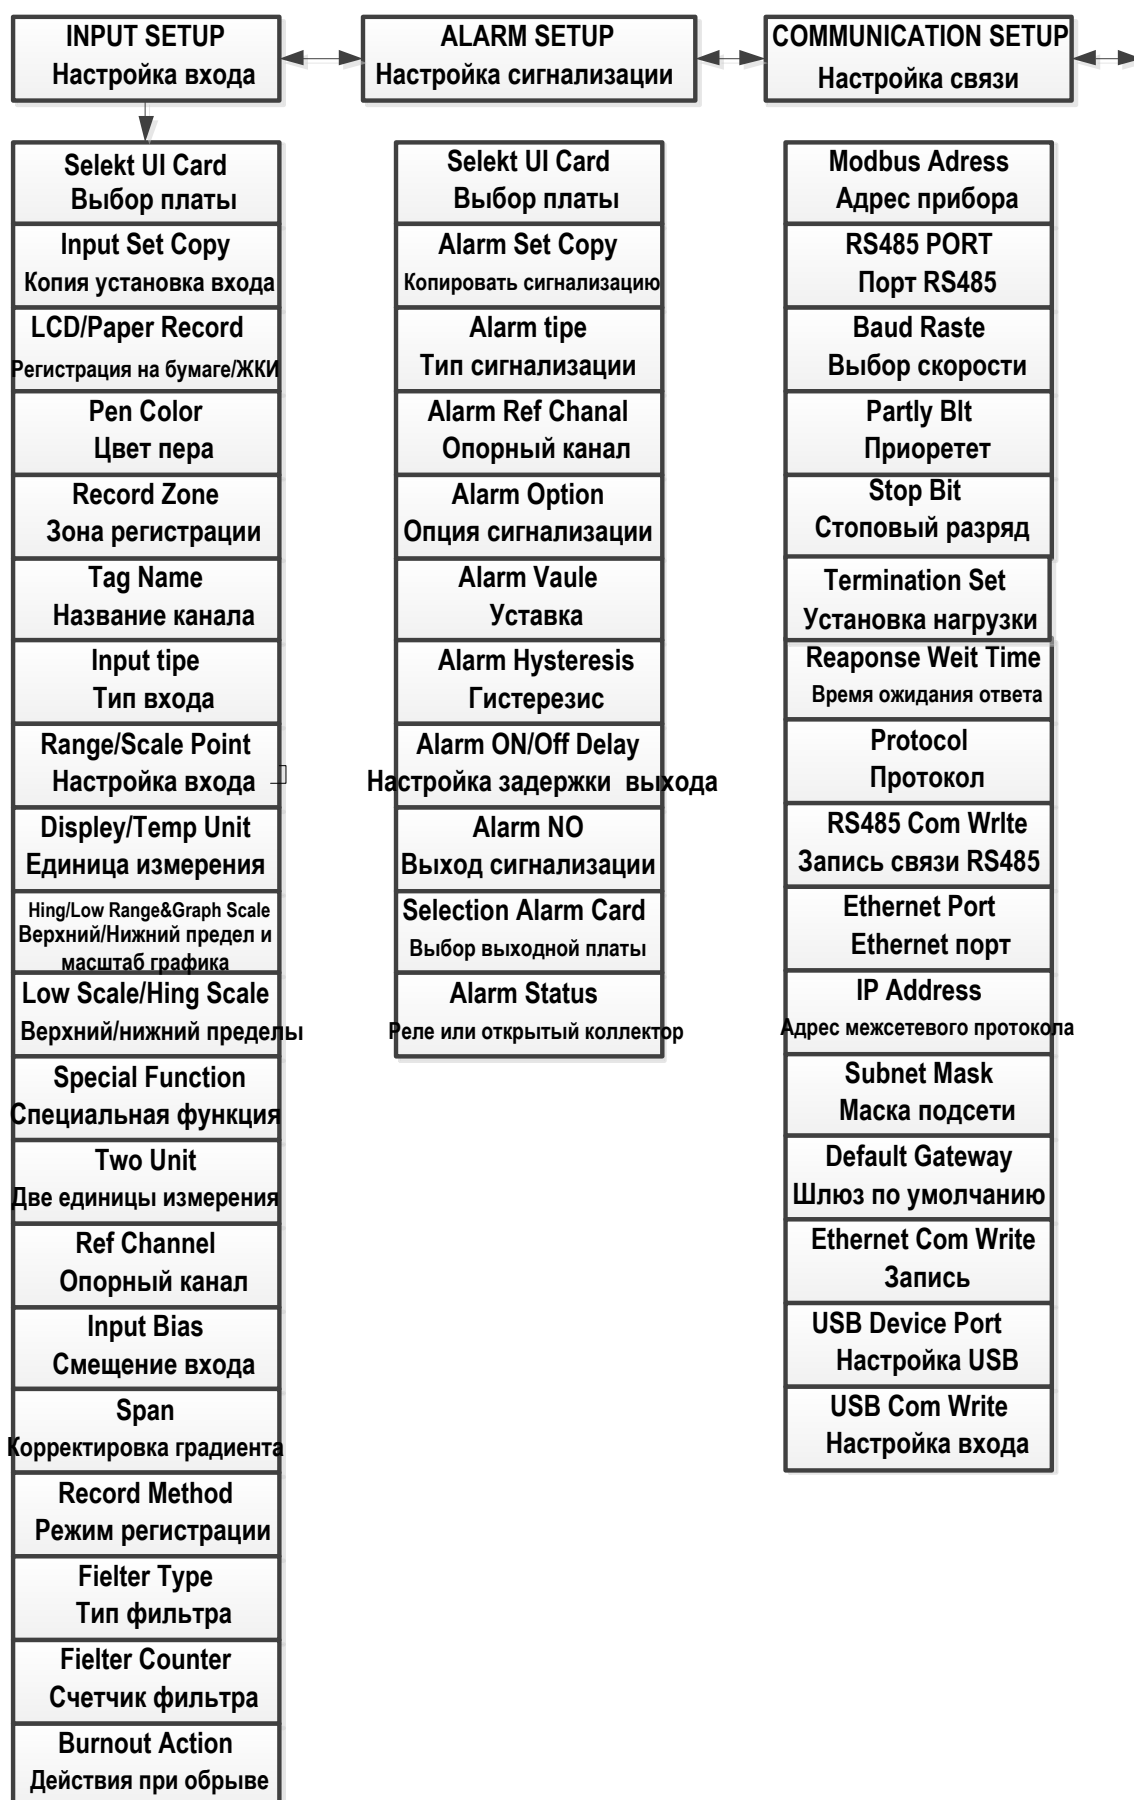 INPUT SETUP
Настройка входа
Selekt UI Card
Выбор платы
Input Set Copy
Копия установка входа
LCD/Paper Record
Регистрация на бумаге/ЖКИ
Pen Color
Цвет пера
Record Zone
Зона регистрации
Tag Name
Название канала
Input tipe
Тип входа
Range/Scale Point
Настройка входа
Displey/Temp Unit
Единица измерения
Hing/Low Range&Graph Scale
Верхний/Нижний предел и
масштаб графика
Low Scale/Hing Scale
Верхний/нижний пределы
Special Function
Специальная функция
Two Unit
Две единицы измерения
Ref Channel
Опорный канал
Input Bias
Смещение входа
Span
Корректировка градиента
Record Method
Режим регистрации
Fielter Type
Тип фильтра
Fielter Counter
Счетчик фильтра
Burnout Action
Действия при обрыве
ALARM SETUP
Настройка сигнализации
Selekt UI Card
Выбор платы
Alarm Set Copy
Копировать сигнализацию
Alarm tipe
Тип сигнализации
Alarm Ref Chanal
Опорный канал
Alarm Option
Опция сигнализации
Alarm Vaule
Уставка
Alarm Hysteresis
Гистерезис
Alarm ON/Off Delay
Настройка задержки выхода
Alarm NO
Выход сигнализации
Selection Alarm Card
Выбор выходной платы
Alarm Status
Реле или открытый коллектор
COMMUNICATION SETUP
Настройка связи
Modbus Adress
Адрес прибора
RS485 PORT
Порт RS485
Baud Raste
Выбор скорости
Partly BIt
Приоретет
Stop Bit
Стоповый разряд
Termination Set
Установка нагрузки
Reaponse Weit Time
Время ожидания ответа
Protocol
Протокол
RS485 Com WrIte
Запись связи RS485
Ethernet Port
Ethernet порт
IP Address
Адрес межсетевого протокола
Subnet Mask
Маска подсети
Default Gateway
Шлюз по умолчанию
Ethernet Com Write
Запись
USB Device Port
Настройка USB
USB Com Write
Настройка входа